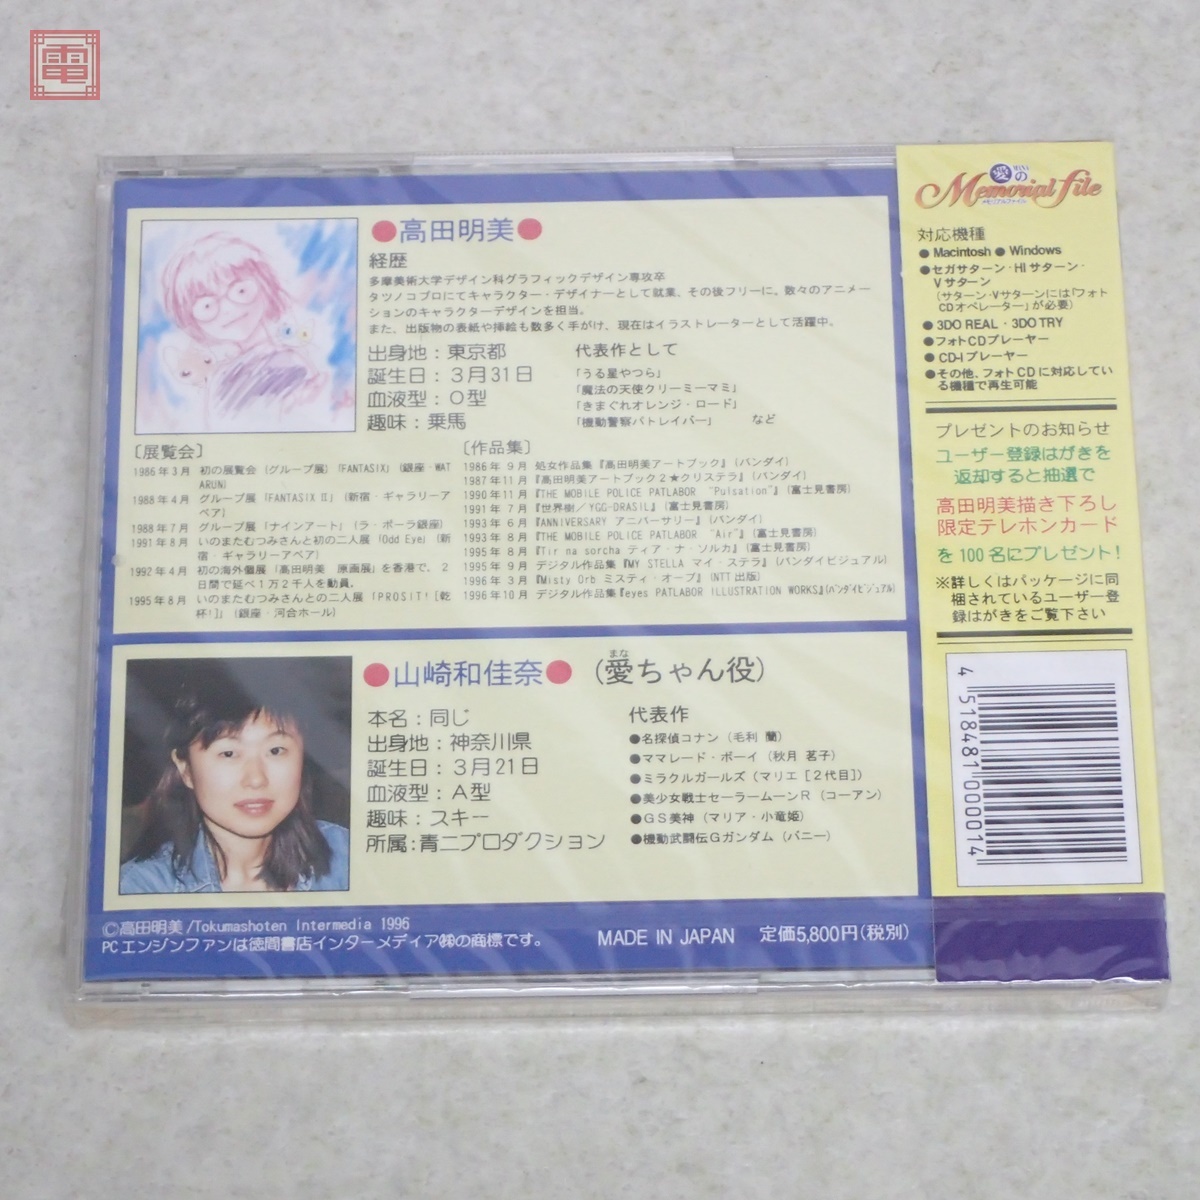 電
●高田明美●
経歴
多摩美術大学デザイン科グラフィックデザイン専攻卒
タツノコプロにてキャラクター・デザイナーとして就業、その後フリーに。数々のアニメー
ションのキャラクターデザインを担当。
また、出版物の表紙や挿絵も数多く手がけ、現在はイラストレーターとして活躍中。
出身地:東京都
誕生日:3月31日
血液型:O型
趣味:乗馬
代表作として
「うる星やつら」
「魔法の天使クリーミーマミ」
「きまぐれオレンジ・ロード」
「機動警察パトレイバー」 など
〔展覧会〕
1986年3月 初の展覧会(グループ展)「FANTASIX」(銀座・WAT
ARUN)
1988年4月 グループ展「FANTASIX Ⅱ」(新宿・ギャラリーア
ペア)
1988年7月 グループ展「ナインアート」(ラ・ポーラ銀座)
1991年8月 いのまたむつみさんと初の二人展「Odd Eye」(新
宿・ギャラリーアペア)
1992年4月 初の海外個展「高田明美 原画展」を香港で、2
日間で延べ1万2千人を動員。
1995年8月 いのまたむつみさんとの二人展「PROSIT![乾
杯!]」(銀座・河合ホール)
〔作品集〕
1986年9月 処女作品集『高田明美アートブック』(バンダイ)
1987年11月『高田明美アートブック2★クリステラ』(バンダイ)
1990年11月『THE MOBILE POLICE PATLABOR "Pulsation"』(富士見書房)
1991年7月『世界樹/YGG-DRASIL』(富士見書房)
1993年6月『ANNIVERSARY アニバーサリー』(バンダイ)
1993年8月『THE MOBILE POLICE PATLABOR "Air"』(富士見書房)
1995年8月『Tir na sorcha ティア・ナ・ソルカ』(富士見書房)
1995年9月 デジタル作品集『MY STELLA マイ・ステラ』(バンダイビジュアル)
1996年3月『Misty Orb ミスティ・オーブ』(NTT出版)
1996年10月 デジタル作品集『eyes PATLABOR ILLUSTRATION WORKS』(バンダイビジュアル)
●山崎和佳奈●(愛ちゃん役)
まな
本名:同じ
出身地:神奈川県
誕生日:3月21日
血液型:A型
趣味:スキー
所属:青二プロダクション
代表作
●名探偵コナン(毛利 蘭)
●ママレード・ボーイ(秋月 茗子)
●ミラクルガールズ(マリエ[2代目])
●美少女戦士セーラームーンR(コーアン)
●GS美神(マリア・小竜姫)
●機動武闘伝Gガンダム(バニー)
©高田明美/Tokumashoten Intermedia 1996
PCエンジンファンは徳間書店インターメディア㈱の商標です。
MADE IN JAPAN 定価5,800円(税別)
愛の
MANA
Memorial file
メモリアルファイル
対応機種
●Macintosh ●Windows
●セガサターン・HIサターン・
Vサターン
(サターン・Vサターンには「フォト
CDオペレーター」が必要)
●3DO REAL・3DO TRY
●フォトCDプレーヤー
●CD-Iプレーヤー
●その他、フォトCDに対応してい
る機種で再生可能
プレゼントのお知らせ
ユーザー登録はがきを
返却すると抽選で
高田明美描き下ろし
限定テレホンカード
を100名にプレゼント!
※詳しくはパッケージに同
梱されているユーザー登
録はがきをご覧下さい
4 518481 000014